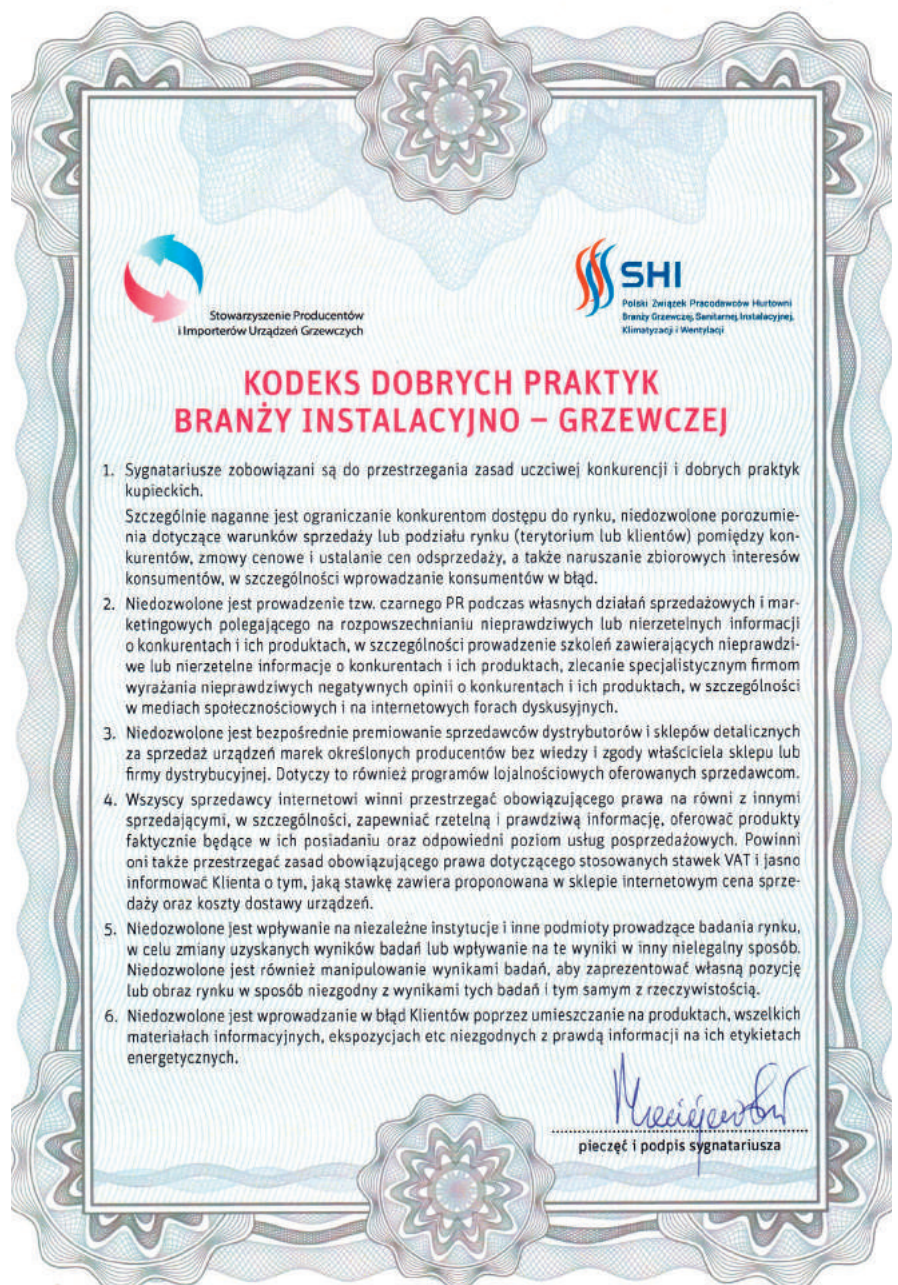 Stowarzyszenie Producentów
i Importerów Urządzeń Grzewczych
SHI
Polski Związek Pracodawców Hurtowni
Branży Grzewczej, Sanitarnej, Instalacyjnej,
Klimatyzacji i Wentylacji
KODEKS DOBRYCH PRAKTYK
BRANŻY INSTALACYJNO – GRZEWCZEJ
1. Sygnatariusze zobowiązani są do przestrzegania zasad uczciwej konkurencji i dobrych praktyk
kupieckich.
Szczególnie naganne jest ograniczanie konkurentom dostępu do rynku, niedozwolone porozumie-
nia dotyczące warunków sprzedaży lub podziału rynku (terytorium lub klientów) pomiędzy kon-
kurentów, zmowy cenowe i ustalanie cen odsprzedaży, a także naruszanie zbiorowych interesów
konsumentów, w szczególności wprowadzanie konsumentów w błąd.
2. Niedozwolone jest prowadzenie tzw. czarnego PR podczas własnych działań sprzedażowych i mar-
ketingowych polegającego na rozpowszechnianiu nieprawdziwych lub nierzetelnych informacji
o konkurentach i ich produktach, w szczególności prowadzenie szkoleń zawierających nieprawdzi-
we lub nierzetelne informacje o konkurentach i ich produktach, zlecanie specjalistycznym firmom
wyrażania nieprawdziwych negatywnych opinii o konkurentach i ich produktach, w szczególności
w mediach społecznościowych i na internetowych forach dyskusyjnych.
3. Niedozwolone jest bezpośrednie premiowanie sprzedawców dystrybutorów i sklepów detalicznych
za sprzedaż urządzeń marek określonych producentów bez wiedzy i zgody właściciela sklepu lub
firmy dystrybucyjnej. Dotyczy to również programów lojalnościowych oferowanych sprzedawcom.
4. Wszyscy sprzedawcy internetowi winni przestrzegać obowiązującego prawa na równi z innymi
sprzedającymi, w szczególności, zapewniać rzetelną i prawdziwą informację, oferować produkty
faktycznie będące w ich posiadaniu oraz odpowiedni poziom usług posprzedażowych. Powinni
oni także przestrzegać zasad obowiązującego prawa dotyczącego stosowanych stawek VAT i jasno
informować Klienta o tym, jaką stawkę zawiera proponowana w sklepie internetowym cena sprze-
daży oraz koszty dostawy urządzeń.
5. Niedozwolone jest wpływanie na niezależne instytucje i inne podmioty prowadzące badania rynku,
w celu zmiany uzyskanych wyników badań lub wpływanie na te wyniki w inny nielegalny sposób.
Niedozwolone jest również manipulowanie wynikami badań, aby zaprezentować własną pozycję
lub obraz rynku w sposób niezgodny z wynikami tych badań i tym samym z rzeczywistością.
6. Niedozwolone jest wprowadzanie w błąd Klientów poprzez umieszczanie na produktach, wszelkich
materiałach informacyjnych, ekspozycjach etc niezgodnych z prawdą informacji na ich etykietach
energetycznych.
pieczęć i podpis sygnatariusza